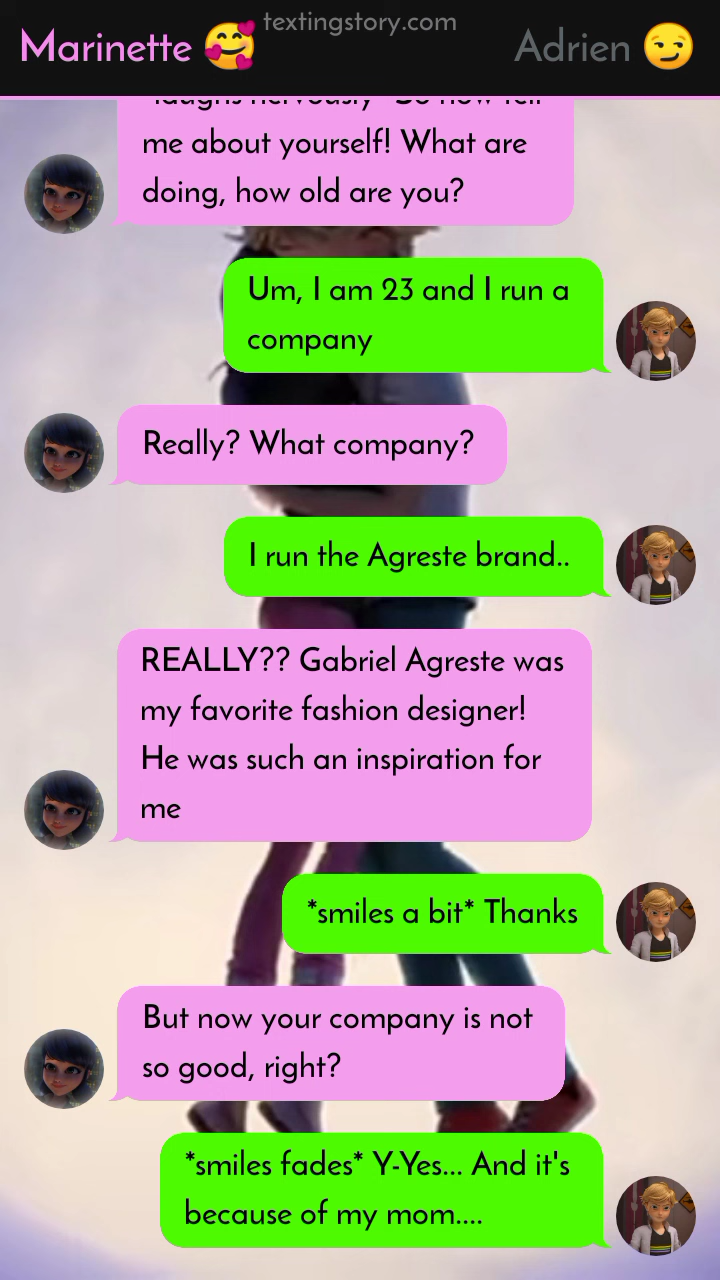 textingstory.com
Marinette 🥰
Adrien 😏
*laughs nervously* So now tell
me about yourself! What are
doing, how old are you?
Um, I am 23 and I run a
company
Really? What company?
I run the Agreste brand..
REALLY?? Gabriel Agreste was
my favorite fashion designer!
He was such an inspiration for
me
*smiles a bit* Thanks
But now your company is not
so good, right?
*smiles fades* Y-Yes... And it's
because of my mom....